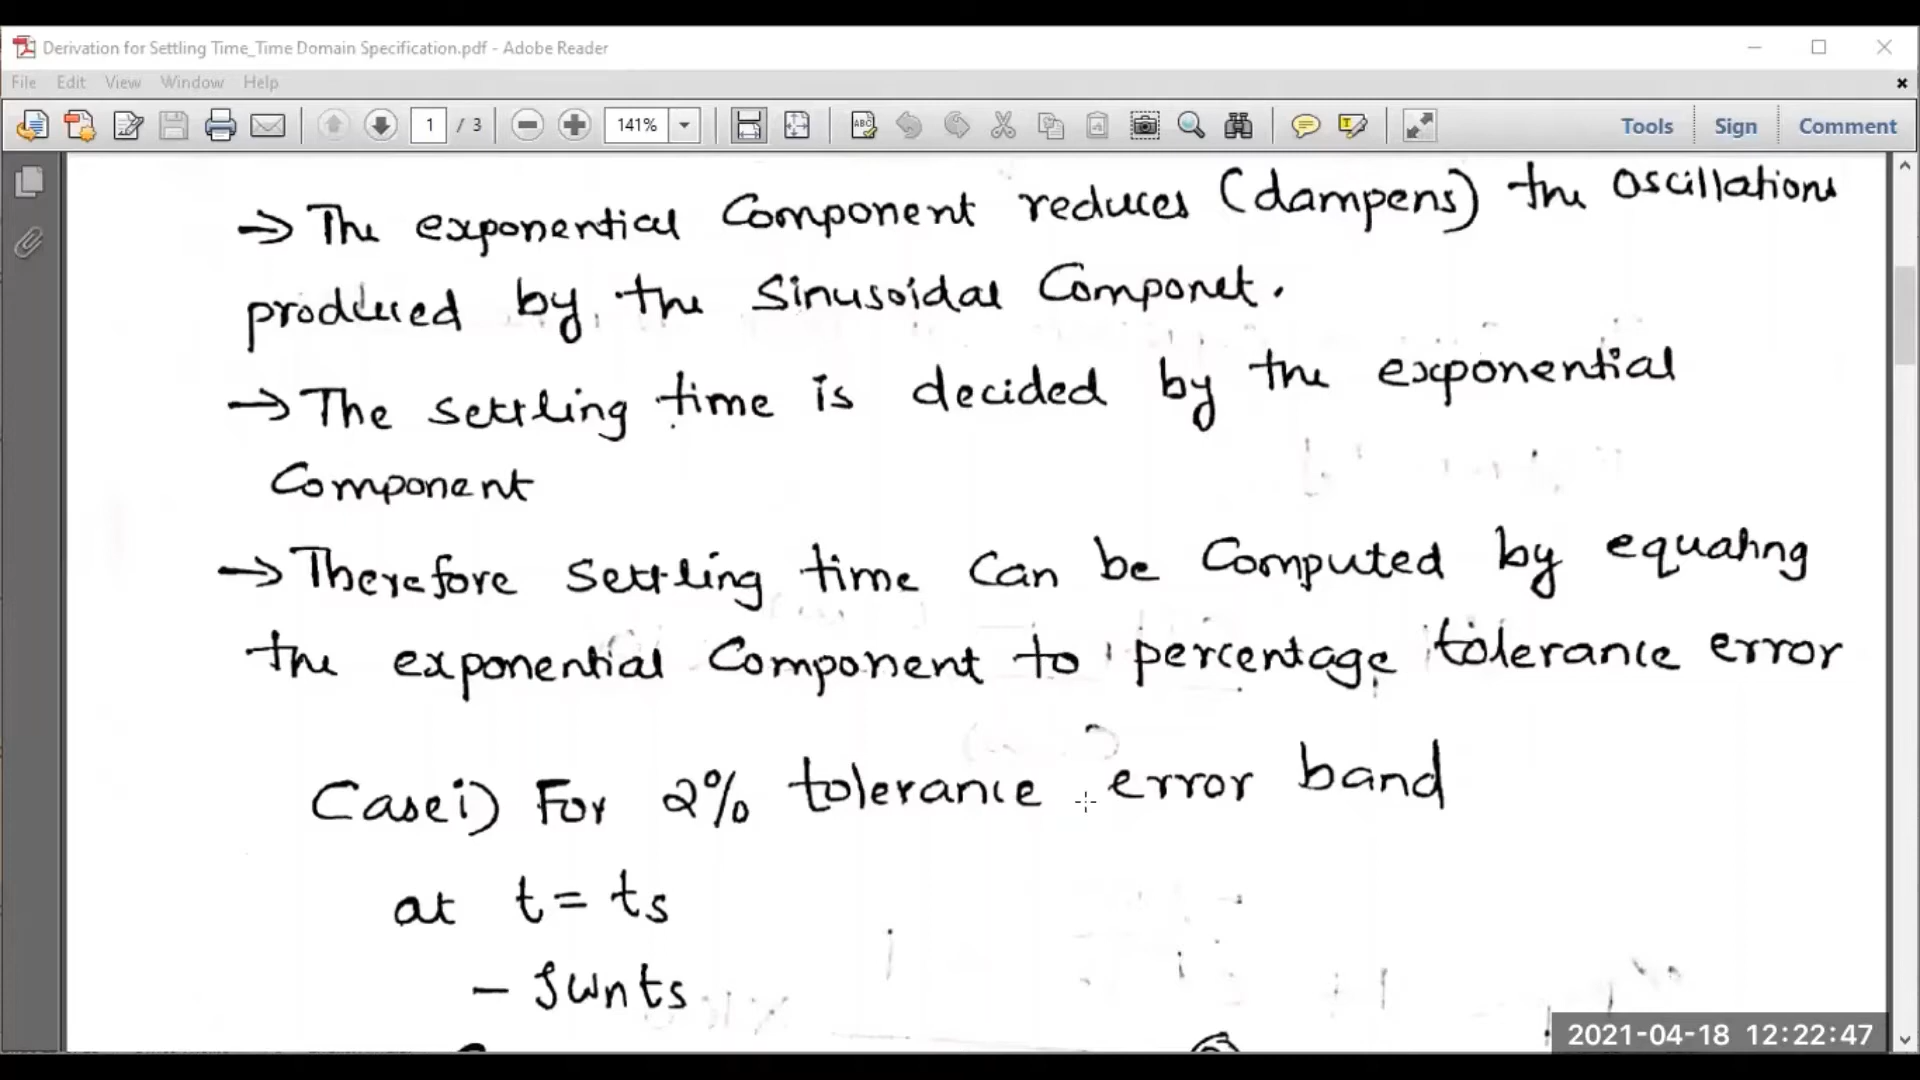 Derivation for Settling Time_Time Domain Specification.pdf - Adobe Reader
File Edit View Window Help
1 / 3 141% Tools Sign Comment
→ The exponential Component reduces (dampens) the oscillations
produced by the Sinusoidal Componet.
→ The settling time is decided by the exponential
Component
→ Therefore settling time can be computed by equating
the exponential Component to percentage tolerance error
Case i) For 2% tolerance error band
at t = ts
- ζωnts
2021-04-18 12:22:47